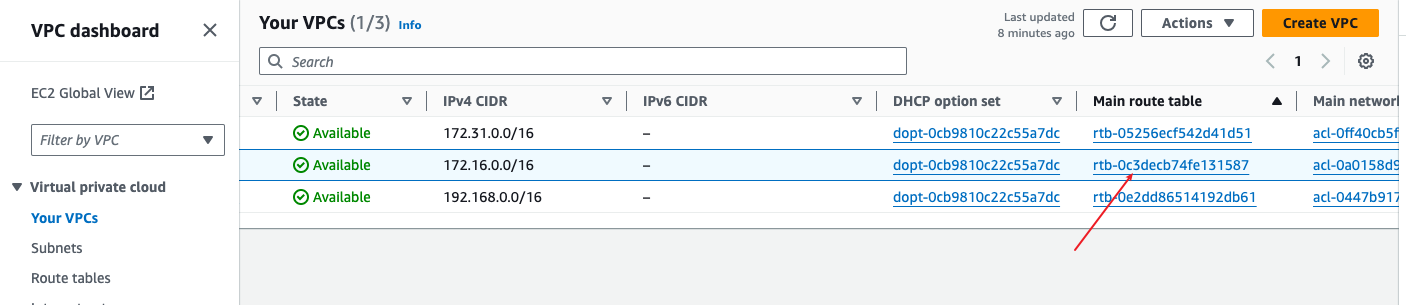 VPC dashboard
EC2 Global View
Filter by VPC
Virtual private cloud
Your VPCs
Subnets
Route tables
Your VPCs (1/3) Info
Last updated
8 minutes ago
Actions
Create VPC
Search
1
State IPv4 CIDR IPv6 CIDR DHCP option set Main route table Main network
Available 172.31.0.0/16 – dopt-0cb9810c22c55a7dc rtb-05256ecf542d41d51 acl-0ff40cb5f
Available 172.16.0.0/16 – dopt-0cb9810c22c55a7dc rtb-0c3decb74fe131587 acl-0a0158d9
Available 192.168.0.0/16 – dopt-0cb9810c22c55a7dc rtb-0e2dd86514192db61 acl-0447b917